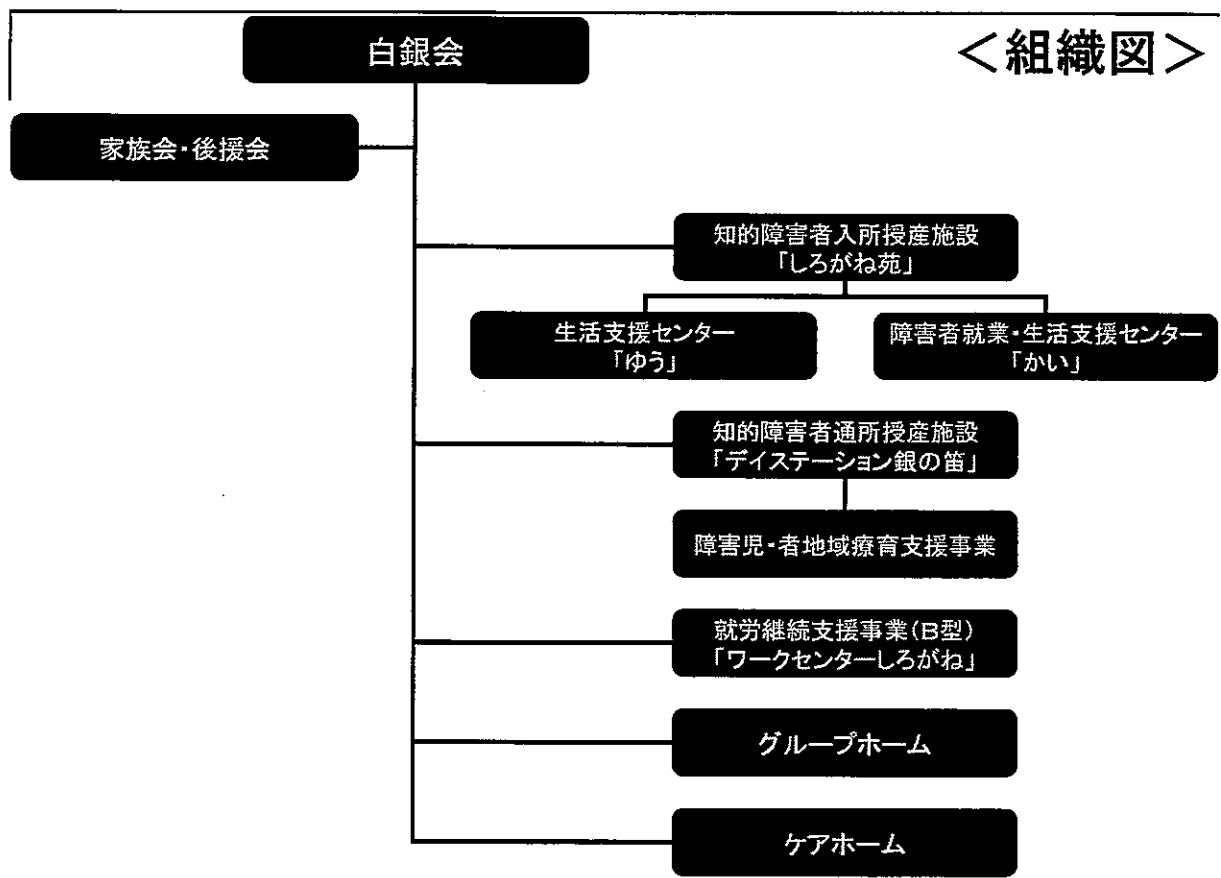 白銀会
＜組織図＞
家族会・後援会
知的障害者入所授産施設
「しろがね苑」
生活支援センター
「ゆう」
障害者就業・生活支援センター
「かい」
知的障害者通所授産施設
「デイステーション銀の笛」
障害児・者地域療育支援事業
就労継続支援事業(B型)
「ワークセンターしろがね」
グループホーム
ケアホーム